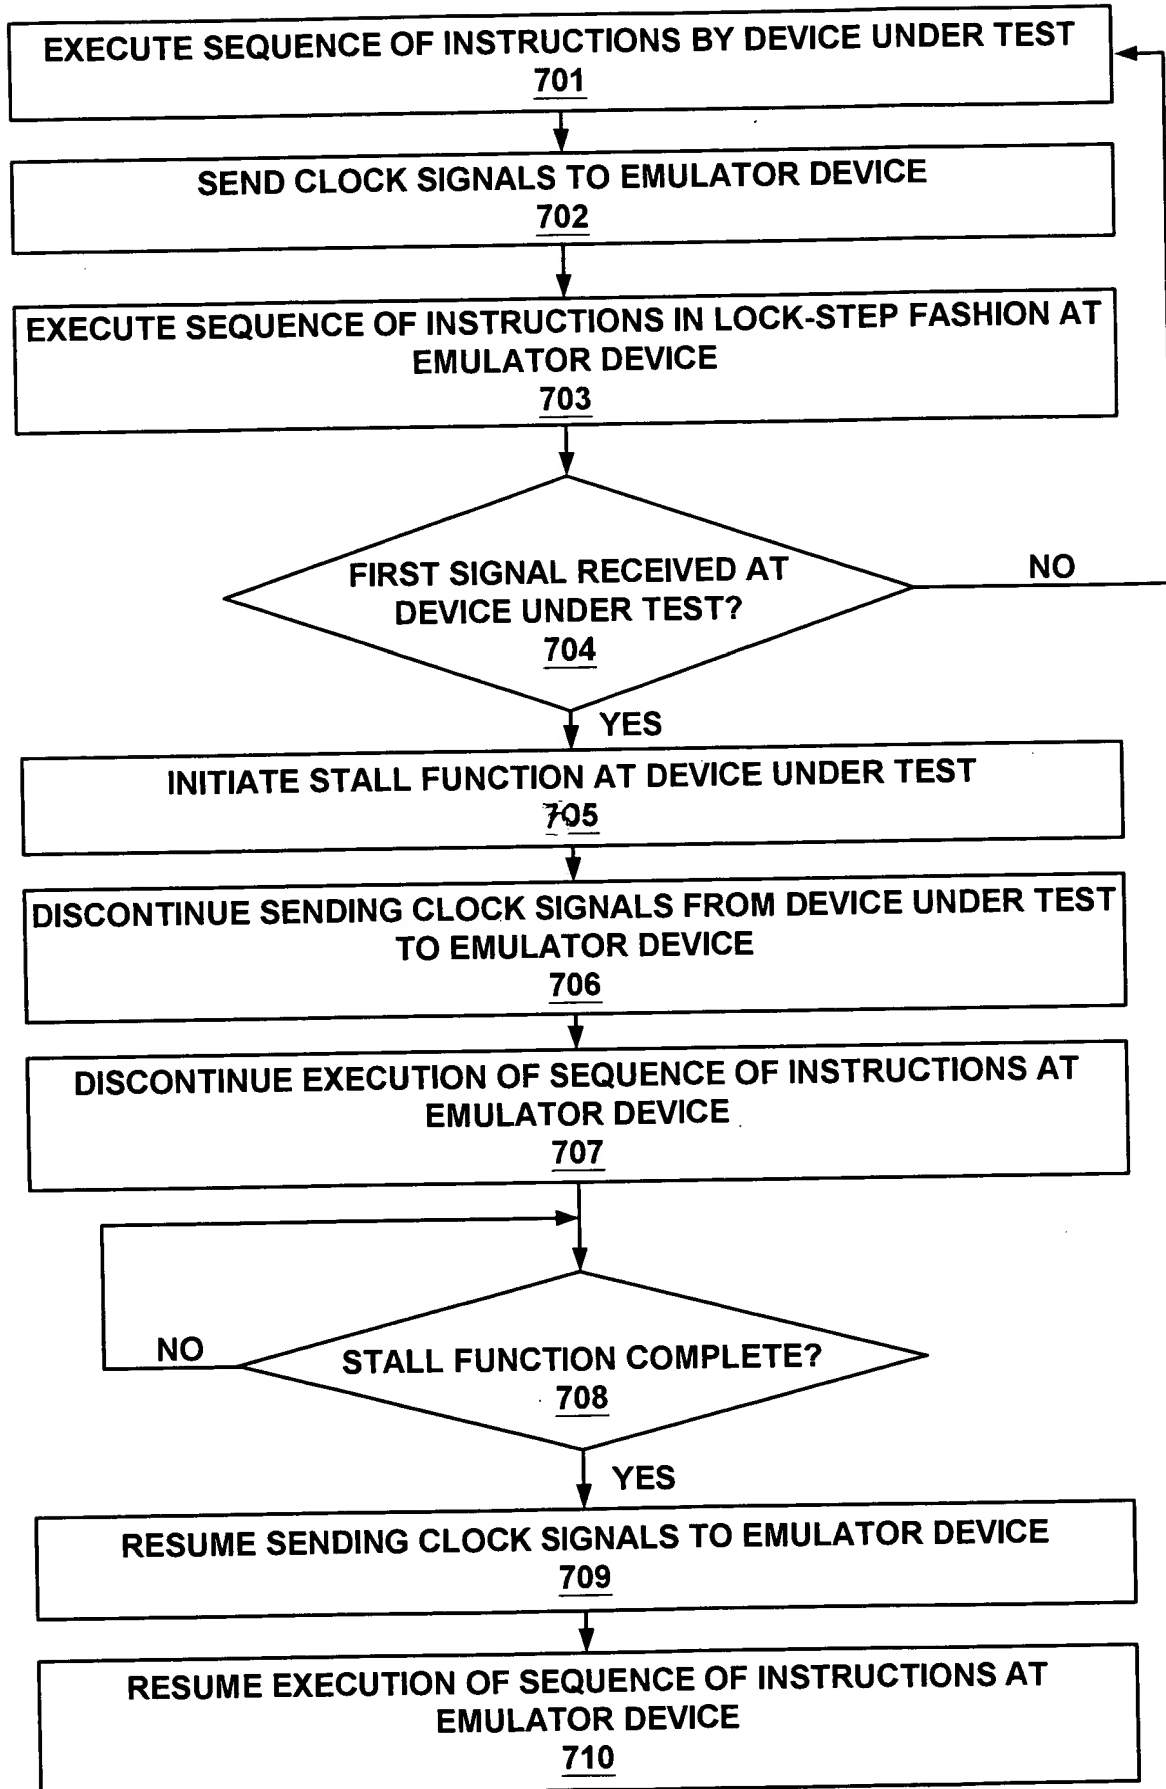 EXECUTE SEQUENCE OF INSTRUCTIONS BY DEVICE UNDER TEST
701
SEND CLOCK SIGNALS TO EMULATOR DEVICE
702
EXECUTE SEQUENCE OF INSTRUCTIONS IN LOCK-STEP FASHION AT
EMULATOR DEVICE
703
FIRST SIGNAL RECEIVED AT
DEVICE UNDER TEST?
704
NO
YES
INITIATE STALL FUNCTION AT DEVICE UNDER TEST
705
DISCONTINUE SENDING CLOCK SIGNALS FROM DEVICE UNDER TEST
TO EMULATOR DEVICE
706
DISCONTINUE EXECUTION OF SEQUENCE OF INSTRUCTIONS AT
EMULATOR DEVICE
707
NO
STALL FUNCTION COMPLETE?
708
YES
RESUME SENDING CLOCK SIGNALS TO EMULATOR DEVICE
709
RESUME EXECUTION OF SEQUENCE OF INSTRUCTIONS AT
EMULATOR DEVICE
710